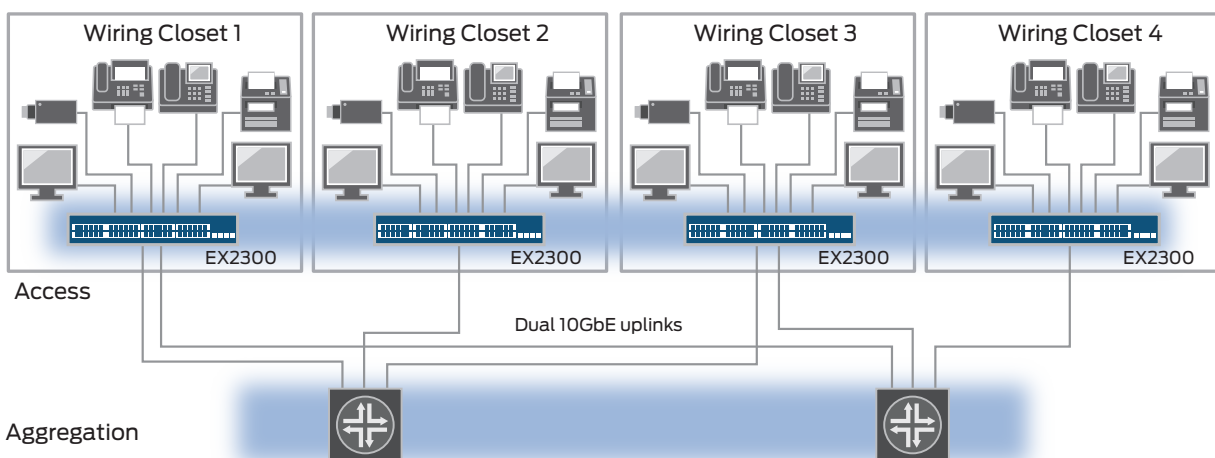 Wiring Closet 1
Wiring Closet 2
Wiring Closet 3
Wiring Closet 4
EX2300
EX2300
EX2300
EX2300
Access
Dual 10GbE uplinks
Aggregation